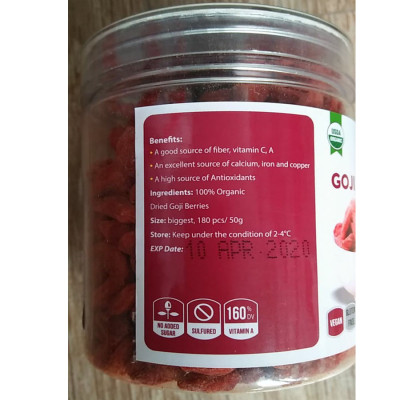 Benefits:
• A good source of fiber, vitamin C, A
• An excellent source of calcium, iron and copper
• A high source of Antioxidants
Ingredients: 100% Organic
Dried Goji Berries
Size: biggest, 180 pcs/ 50g
Store: Keep under the condition of 2-4°C
EXP Date: 10 APR 2020
NO ADDED
SUGAR
SULFURED
160% DV
VITAMIN A
USDA
ORGANIC
GOJI
VEGAN